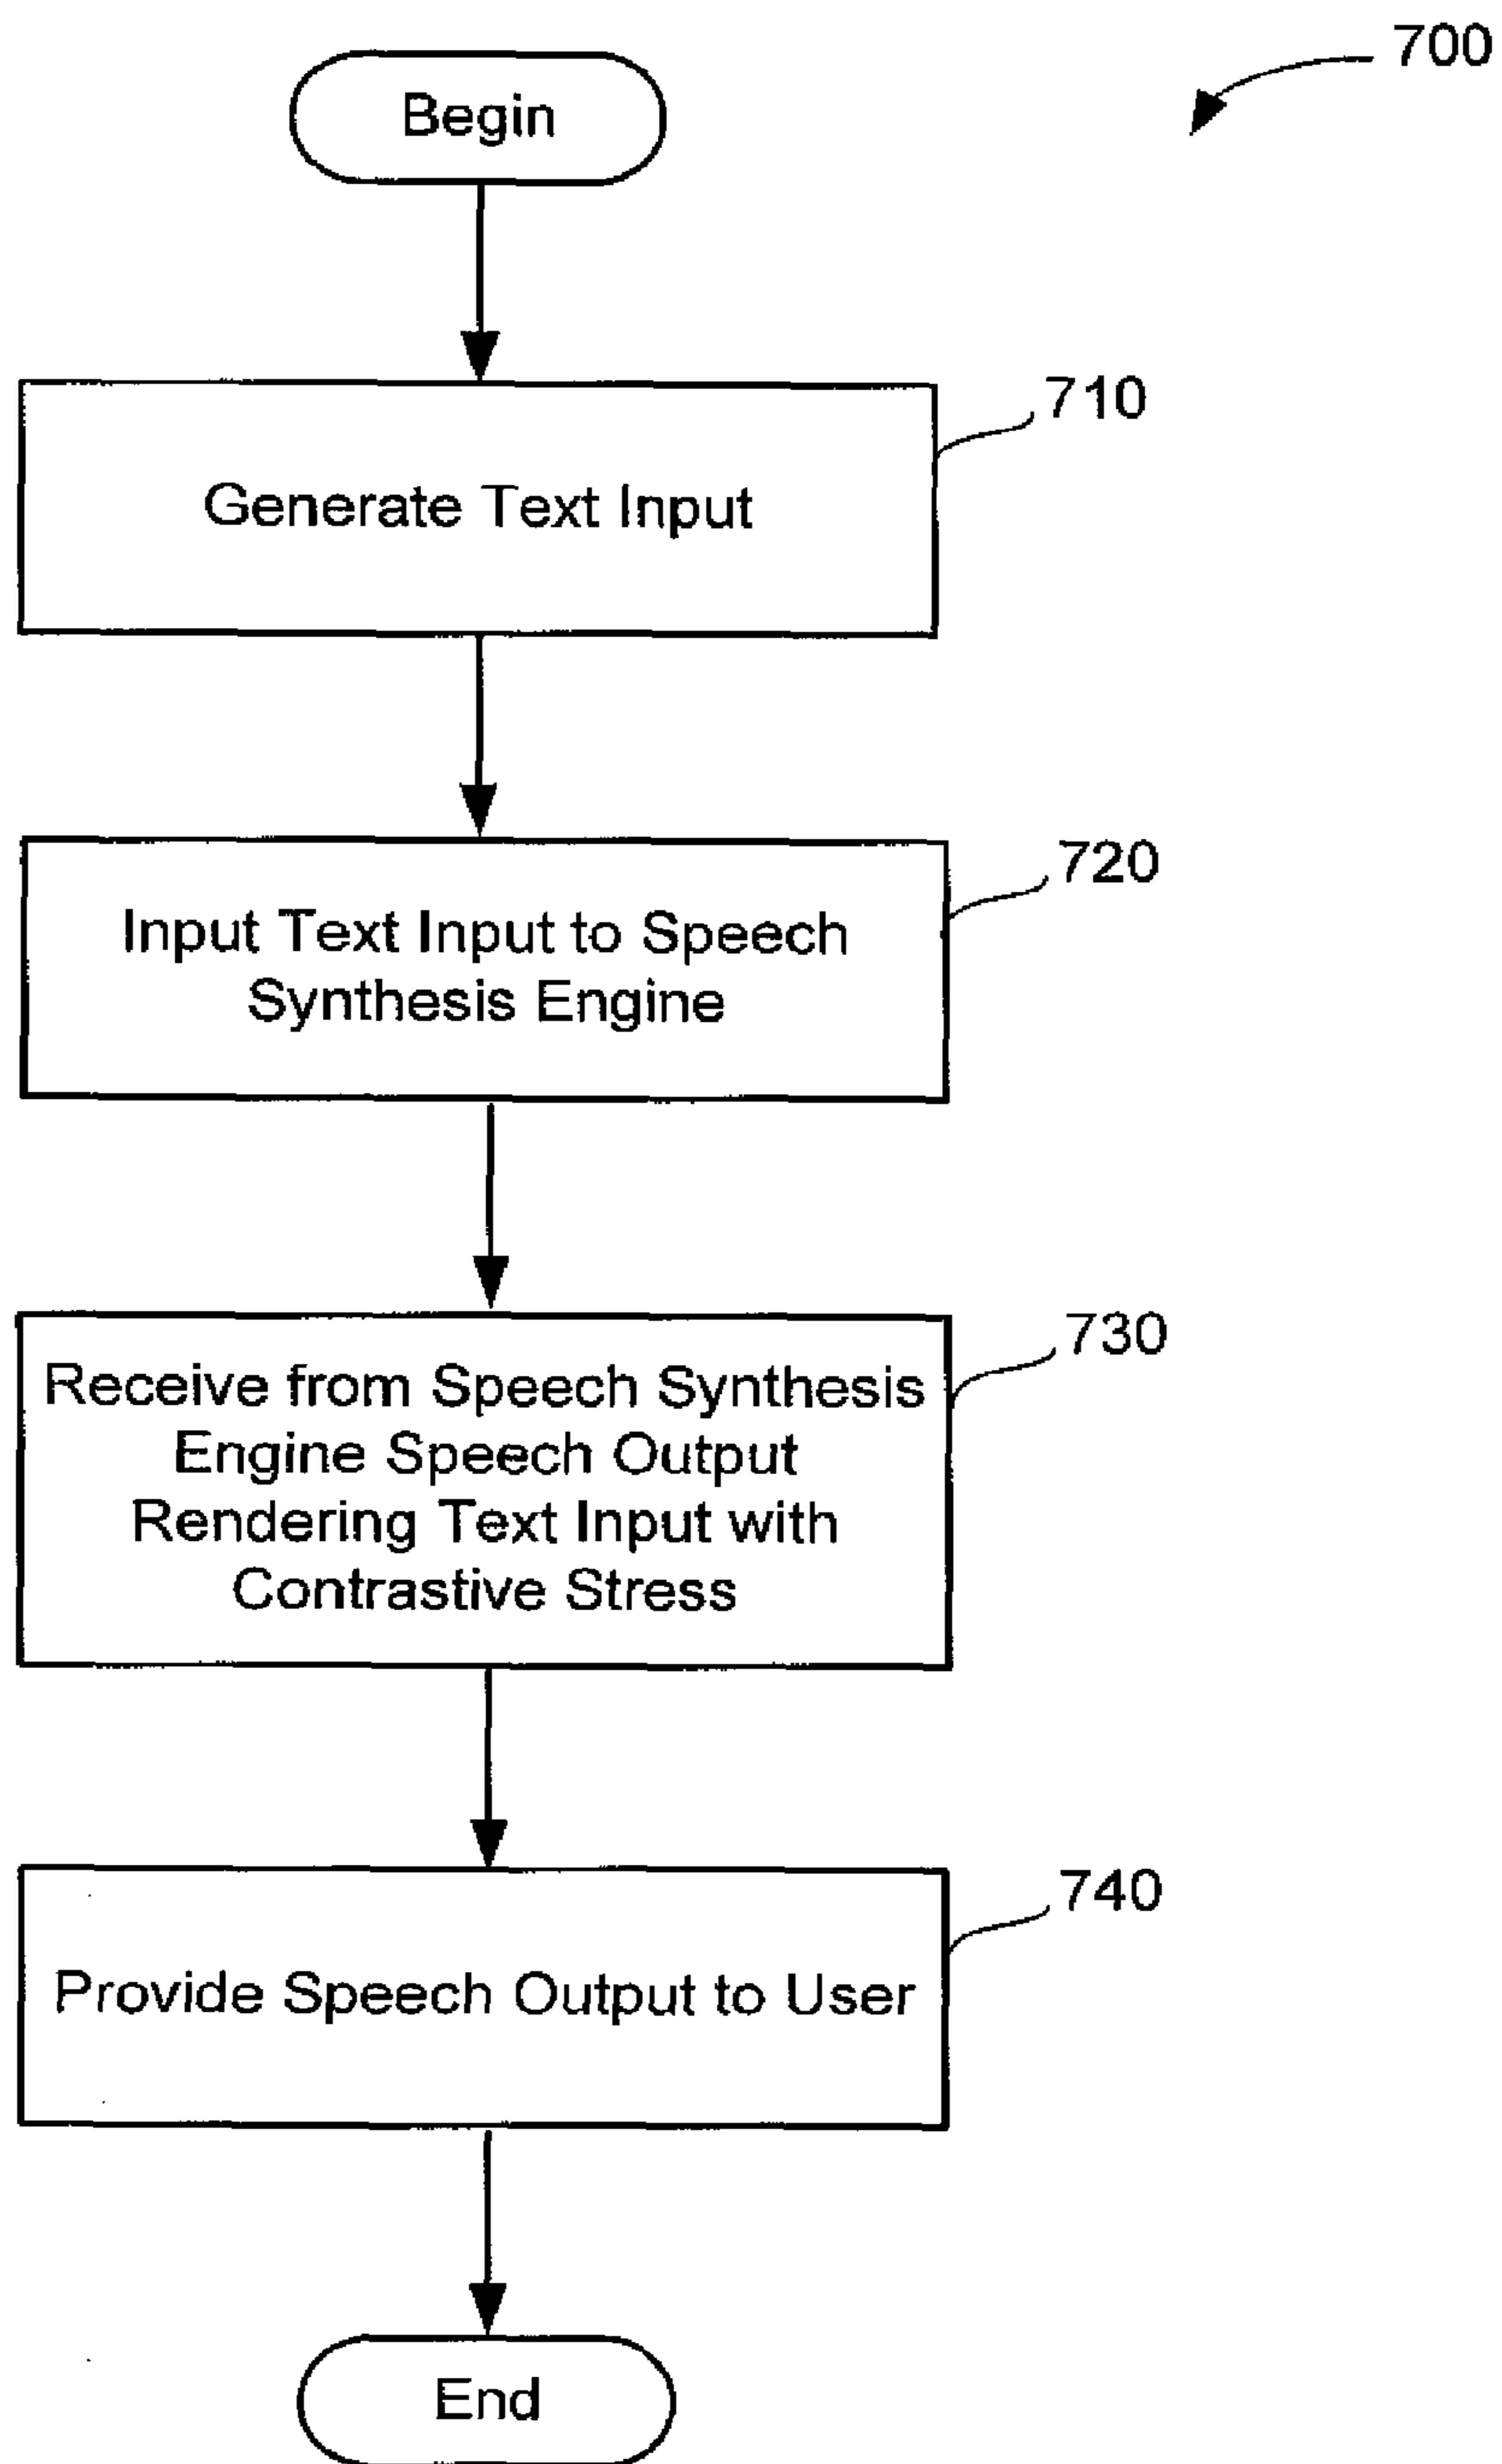 700
Begin
710
Generate Text Input
720
Input Text Input to Speech
Synthesis Engine
730
Receive from Speech Synthesis
Engine Speech Output
Rendering Text Input with
Contrastive Stress
740
Provide Speech Output to User
End